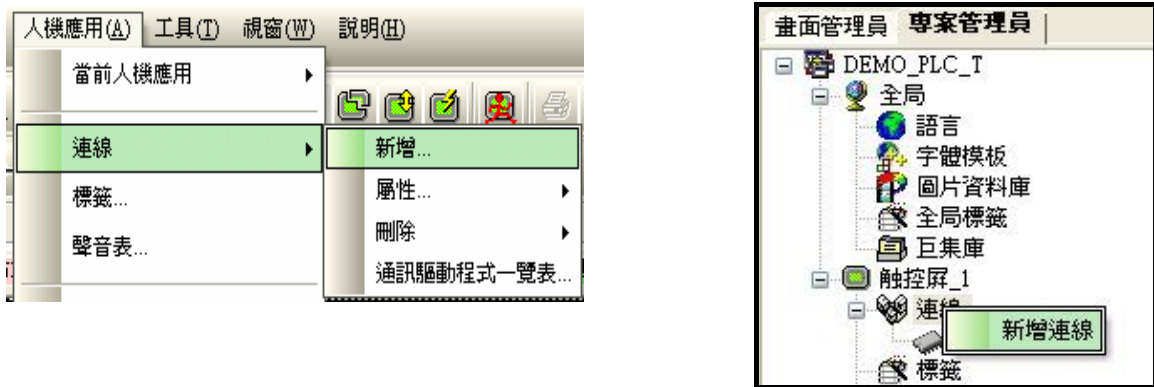 人機應用(A) 工具(T) 視窗(W) 説明(H)
當前人機應用
連線
標籤...
聲音表...
新增...
屬性...
刪除
通訊驅動程式一覽表...
畫面管理員 專案管理員
DEMO_PLC_T
全局
語言
字體模板
圖片資料庫
全局標籤
巨集庫
触控屏_1
連線
新增連線
標籤